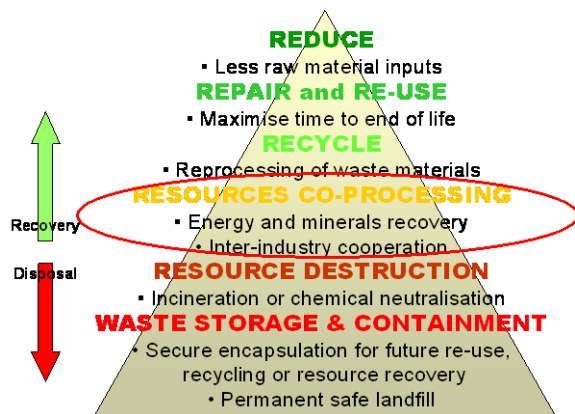 REDUCE
▪ Less raw material inputs
REPAIR and RE-USE
▪ Maximise time to end of life
RECYCLE
▪ Reprocessing of waste materials
RESOURCES CO-PROCESSING
▪ Energy and minerals recovery
▪ Inter-industry cooperation
Recovery
Disposal
RESOURCE DESTRUCTION
▪ Incineration or chemical neutralisation
WASTE STORAGE & CONTAINMENT
• Secure encapsulation for future re-use,
recycling or resource recovery
• Permanent safe landfill